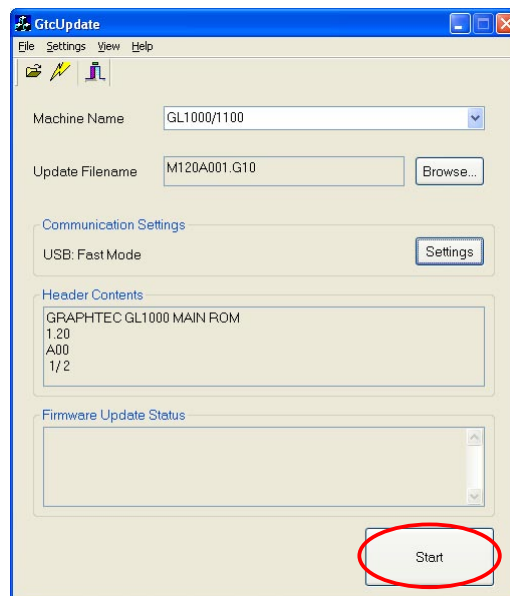 GtcUpdate
File Settings View Help
Machine Name GL1000/1100
Update Filename M120A001.G10 Browse...
Communication Settings
USB: Fast Mode Settings
Header Contents
GRAPHTEC GL1000 MAIN ROM
1.20
A00
1/ 2
Firmware Update Status
Start